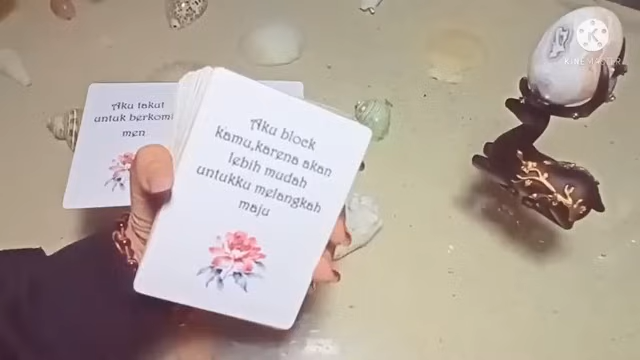 Aku takut
untuk berkomi
men
Aku block
kamu,karena akan
lebih mudah
untukku melangkah
maju
K